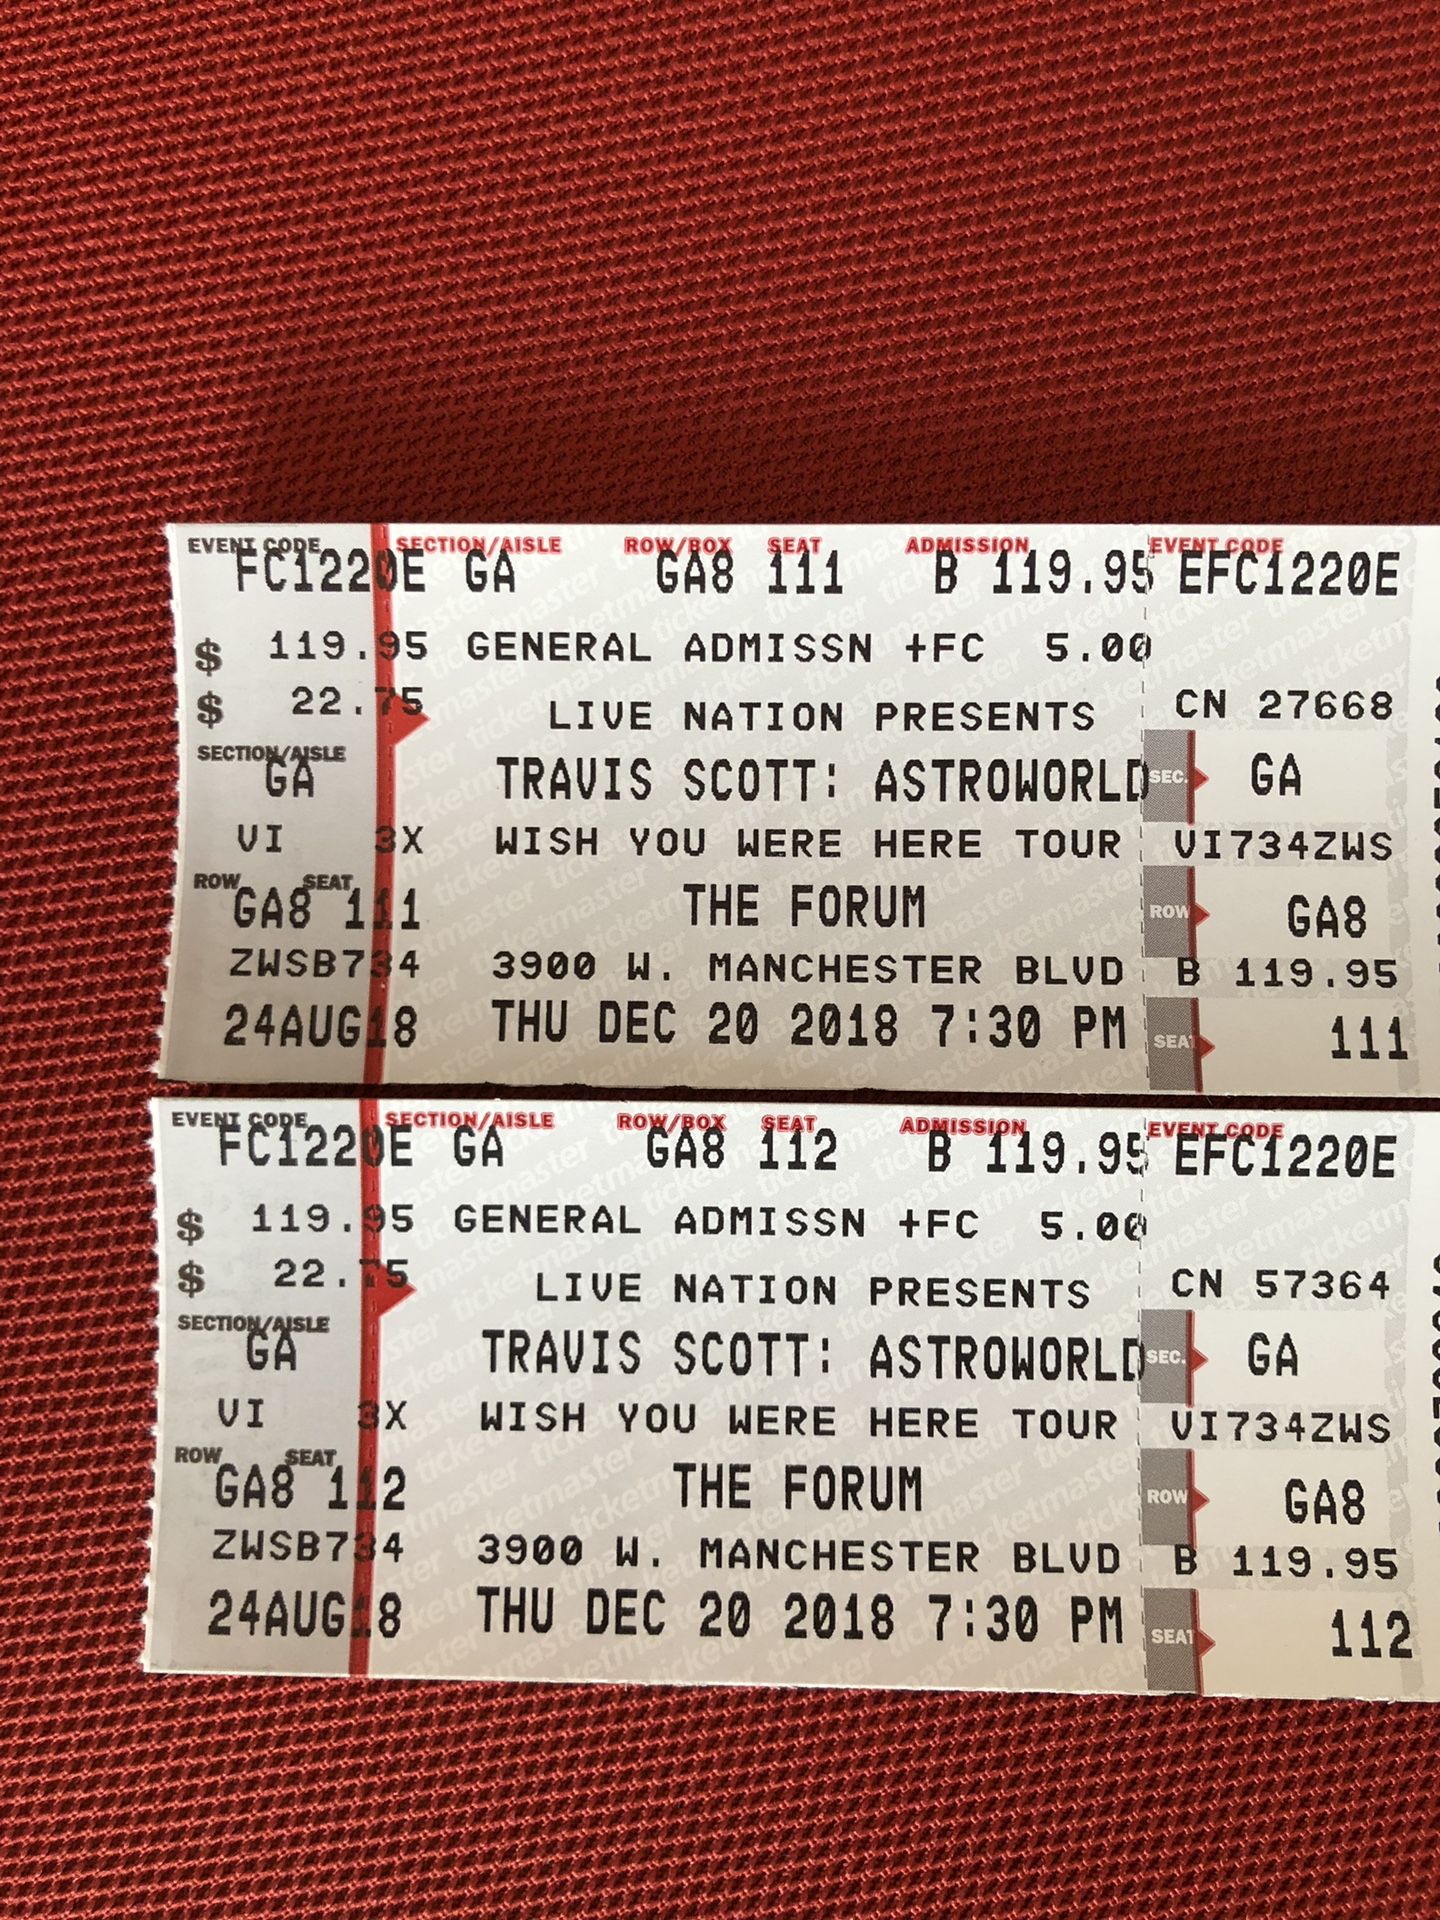 EVENT CODE SECTION/AISLE ROW/BOX SEAT ADMISSION EVENT CODE
FC1220E GA GA8 111 B 119.95 EFC1220E
$ 119.95 GENERAL ADMISSN +FC 5.00
$ 22.75 LIVE NATION PRESENTS CN 27668
SECTION/AISLE
GA TRAVIS SCOTT: ASTROWORLD SEC. GA
VI 3X WISH YOU WERE HERE TOUR VI734ZWS
ROW SEAT
GA8 111 THE FORUM ROW GA8
ZWSB734 3900 W. MANCHESTER BLVD B 119.95
24AUG18 THU DEC 20 2018 7:30 PM SEAT 111
EVENT CODE SECTION/AISLE ROW/BOX SEAT ADMISSION EVENT CODE
FC1220E GA GA8 112 B 119.95 EFC1220E
$ 119.95 GENERAL ADMISSN +FC 5.00
$ 22.75 LIVE NATION PRESENTS CN 57364
SECTION/AISLE
GA TRAVIS SCOTT: ASTROWORLD SEC. GA
VI 3X WISH YOU WERE HERE TOUR VI734ZWS
ROW SEAT
GA8 112 THE FORUM ROW GA8
ZWSB734 3900 W. MANCHESTER BLVD B 119.95
24AUG18 THU DEC 20 2018 7:30 PM SEAT 112